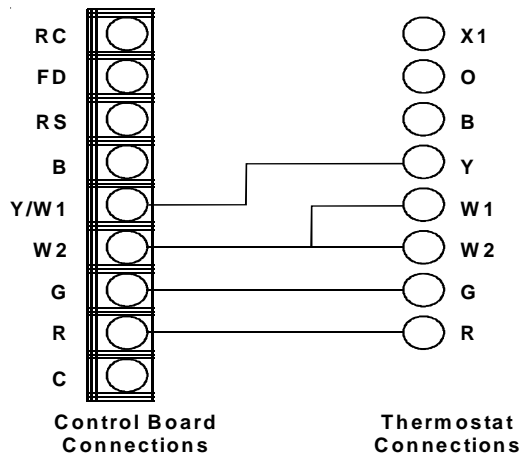 RC X1
FD O
RS B
B Y
Y/W1 W1
W2 W2
G G
R R
C
Control Board Thermostat
Connections Connections